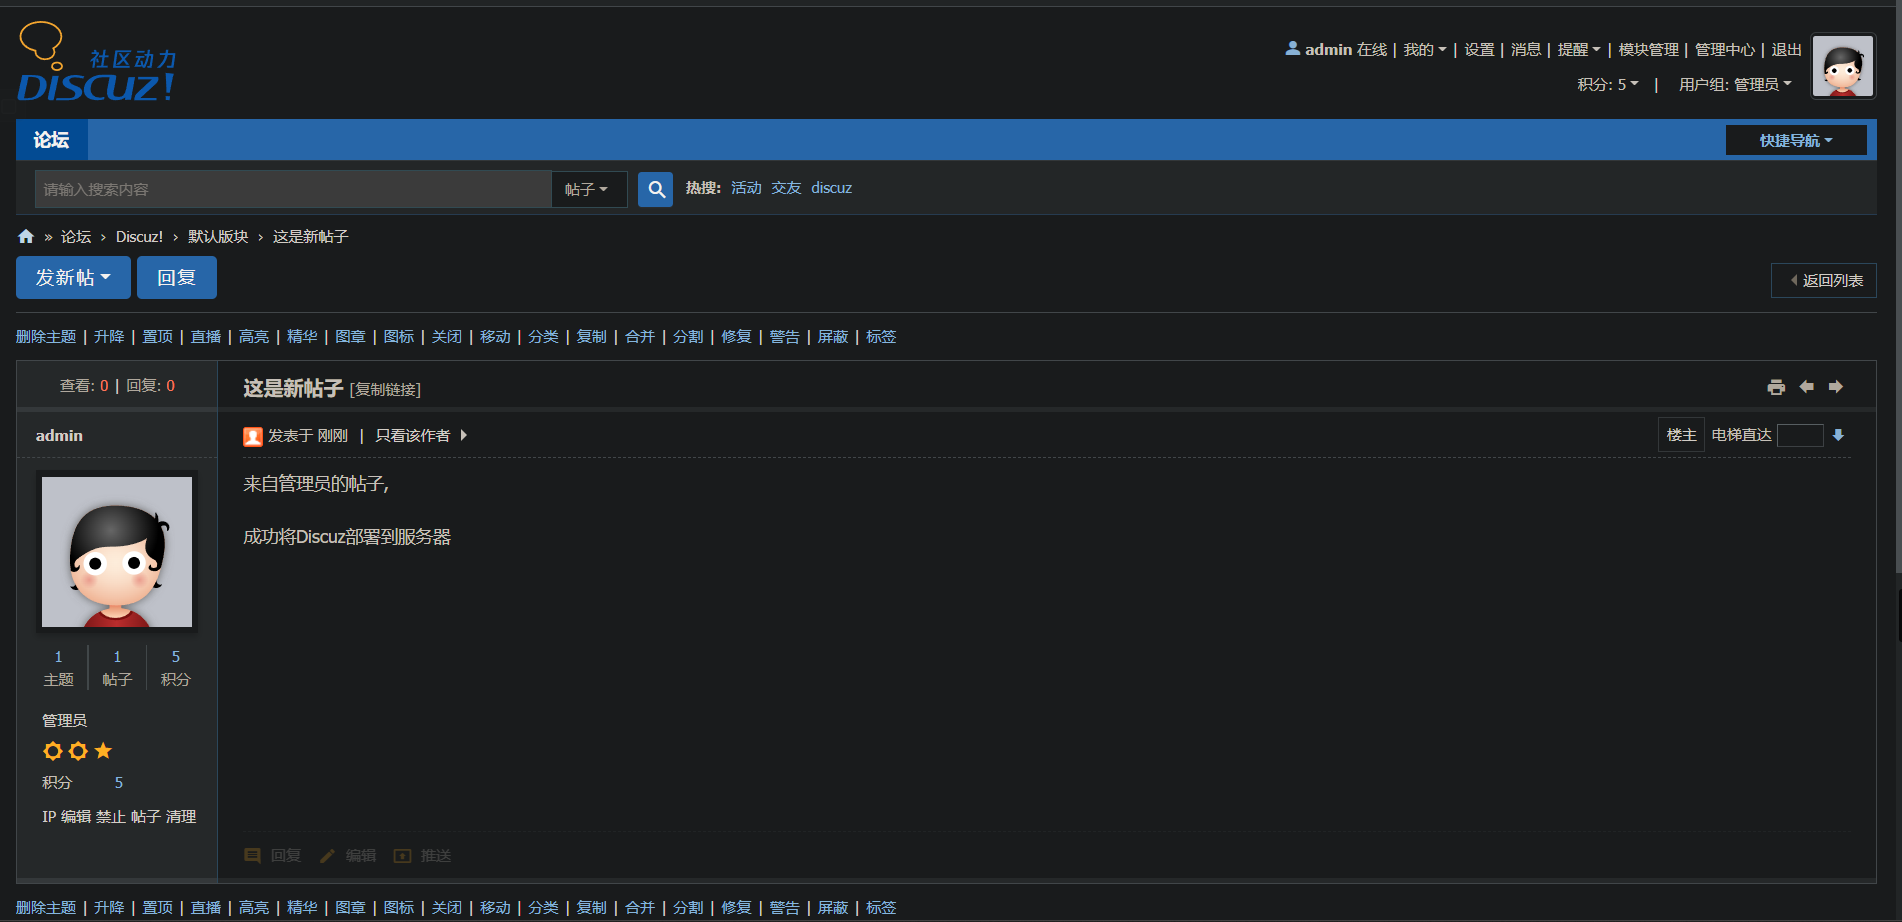 社区动力
DISCUZ!
admin 在线 | 我的 | 设置 | 消息 | 提醒 | 模块管理 | 管理中心 | 退出
积分: 5 | 用户组: 管理员
论坛
快捷导航
请输入搜索内容 帖子 热搜: 活动 交友 discuz
» 论坛 › Discuz! › 默认版块 › 这是新帖子
发新帖 回复
返回列表
删除主题 | 升降 | 置顶 | 直播 | 高亮 | 精华 | 图章 | 图标 | 关闭 | 移动 | 分类 | 复制 | 合并 | 分割 | 修复 | 警告 | 屏蔽 | 标签
查看: 0 | 回复: 0
这是新帖子 [复制链接]
admin
发表于 刚刚 | 只看该作者
楼主 电梯直达
来自管理员的帖子,
成功将Discuz部署到服务器
1 1 5
主题 帖子 积分
管理员
积分 5
IP 编辑 禁止 帖子 清理
回复 编辑 推送
删除主题 | 升降 | 置顶 | 直播 | 高亮 | 精华 | 图章 | 图标 | 关闭 | 移动 | 分类 | 复制 | 合并 | 分割 | 修复 | 警告 | 屏蔽 | 标签